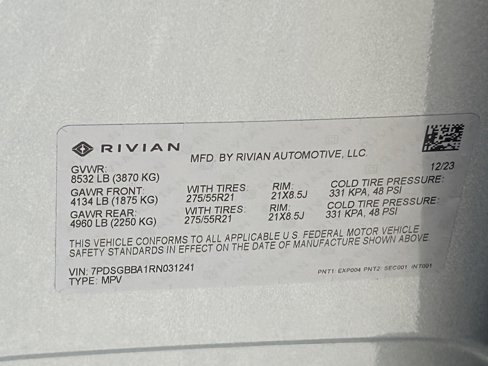 RIVIAN
MFD. BY RIVIAN AUTOMOTIVE, LLC.
12/23
GVWR:
8532 LB (3870 KG)
GAWR FRONT: WITH TIRES: RIM: COLD TIRE PRESSURE:
4134 LB (1875 KG) 275/55R21 21X8.5J 331 KPA, 48 PSI
GAWR REAR: WITH TIRES: RIM: COLD TIRE PRESSURE:
4960 LB (2250 KG) 275/55R21 21X8.5J 331 KPA, 48 PSI
THIS VEHICLE CONFORMS TO ALL APPLICABLE U.S. FEDERAL MOTOR VEHICLE
SAFETY STANDARDS IN EFFECT ON THE DATE OF MANUFACTURE SHOWN ABOVE.
VIN: 7PDSGBBA1RN031241
TYPE: MPV
PNT1: EXP004 PNT2: SEC001 INT001